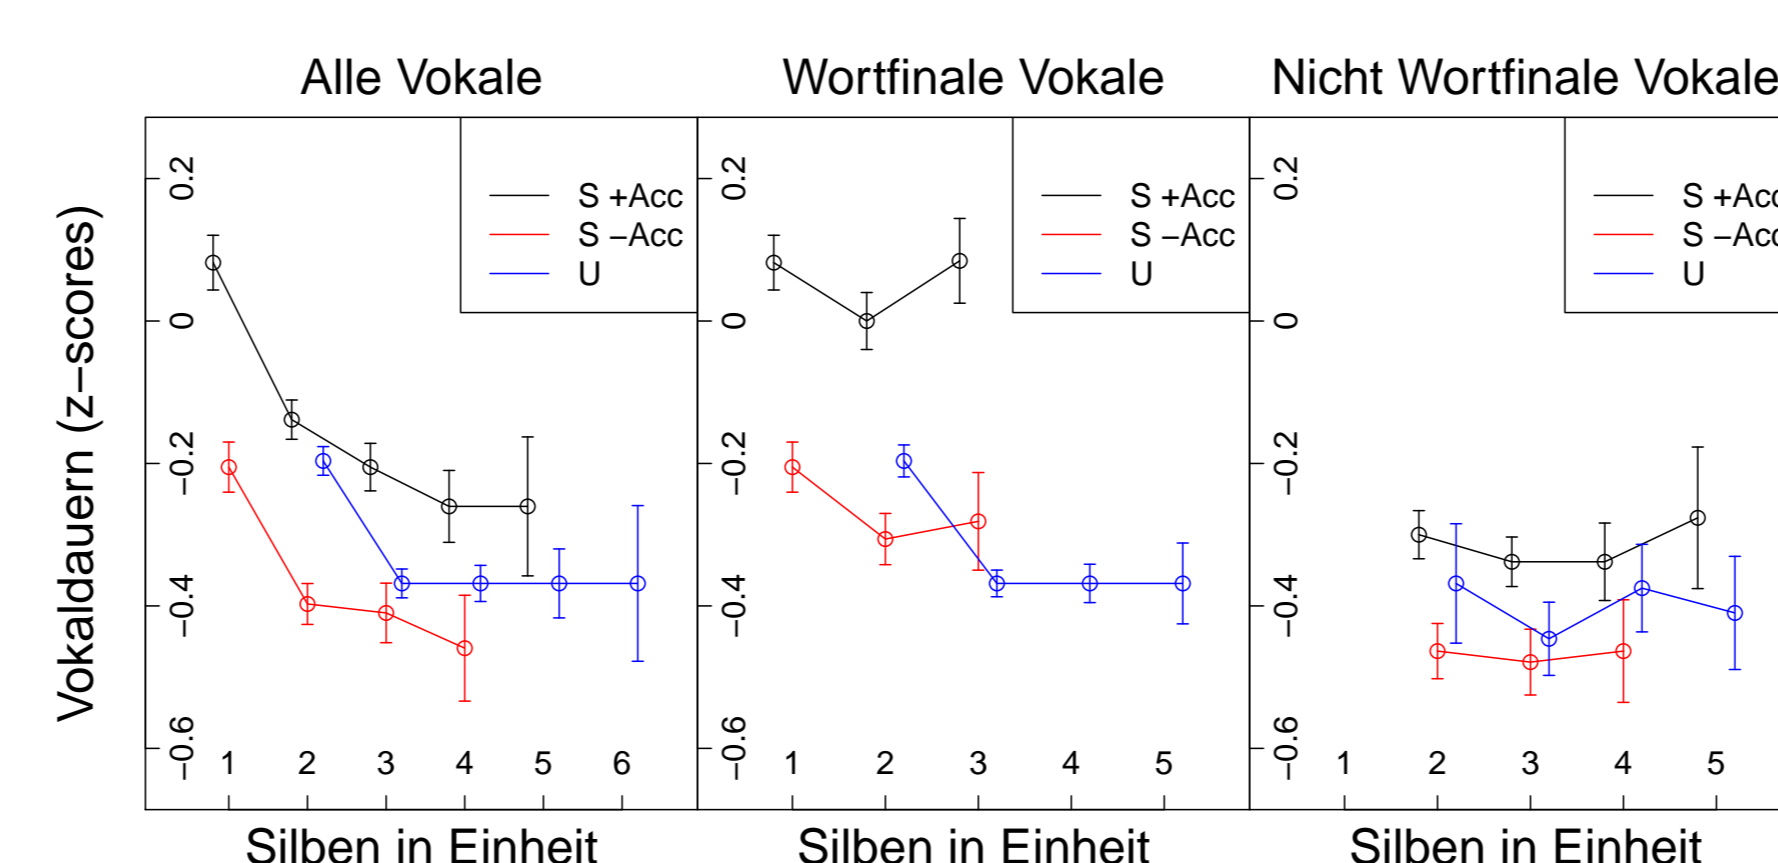 Alle Vokale
Wortfinale Vokale
Nicht Wortfinale Vokale
Vokaldauern (z−scores)
0.2
0
−0.2
−0.4
−0.6
S +Acc
S −Acc
U
1 2 3 4 5 6
Silben in Einheit
0.2
0
−0.2
−0.4
−0.6
S +Acc
S −Acc
U
1 2 3 4 5
Silben in Einheit
0.2
0
−0.2
−0.4
−0.6
S +Acc
S −Acc
U
1 2 3 4 5
Silben in Einheit